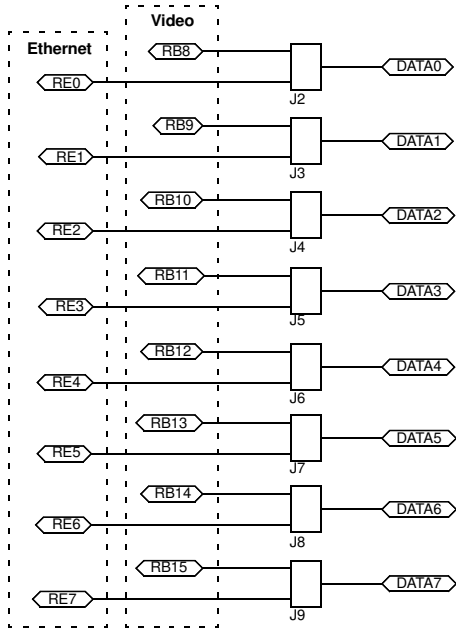 Video
Ethernet
RB8
DATA0
RE0
J2
RB9
DATA1
RE1
J3
RB10
DATA2
RE2
J4
RB11
DATA3
RE3
J5
RB12
DATA4
RE4
J6
RB13
DATA5
RE5
J7
RB14
DATA6
RE6
J8
RB15
DATA7
RE7
J9